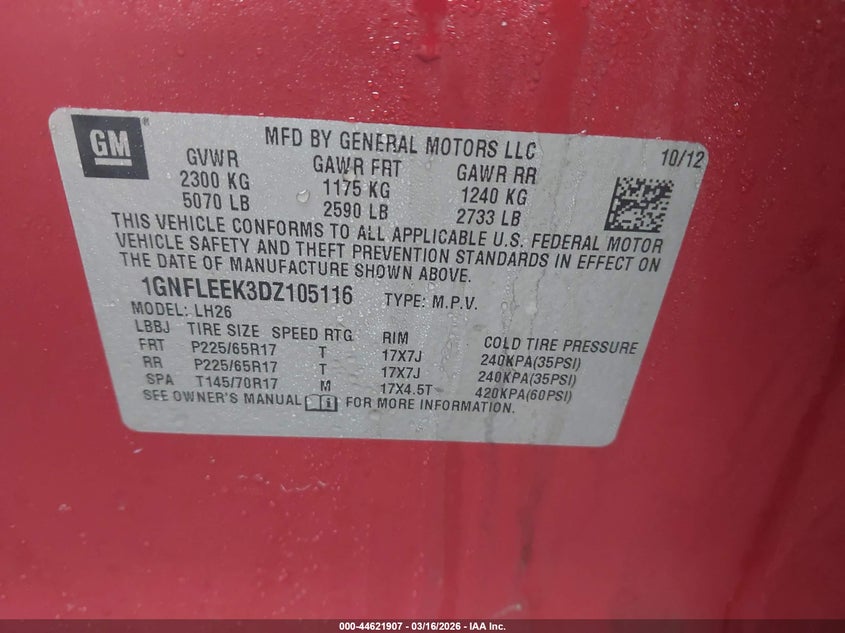 GM ® MFD BY GENERAL MOTORS LLC 10/12
GVWR GAWR FRT GAWR RR
2300 KG 1175 KG 1240 KG
5070 LB 2590 LB 2733 LB
THIS VEHICLE CONFORMS TO ALL APPLICABLE U.S. FEDERAL MOTOR
VEHICLE SAFETY AND THEFT PREVENTION STANDARDS IN EFFECT ON
THE DATE OF MANUFACTURE SHOWN ABOVE.
1GNFLEEK3DZ105116 TYPE: M.P.V.
MODEL: LH26
LBBJ TIRE SIZE SPEED RTG RIM COLD TIRE PRESSURE
FRT P225/65R17 T 17X7J 240KPA(35PSI)
RR P225/65R17 T 17X7J 240KPA(35PSI)
SPA T145/70R17 M 17X4.5T 420KPA(60PSI)
SEE OWNER'S MANUAL i FOR MORE INFORMATION.
000-44621907 - 03/16/2026 - IAA Inc.